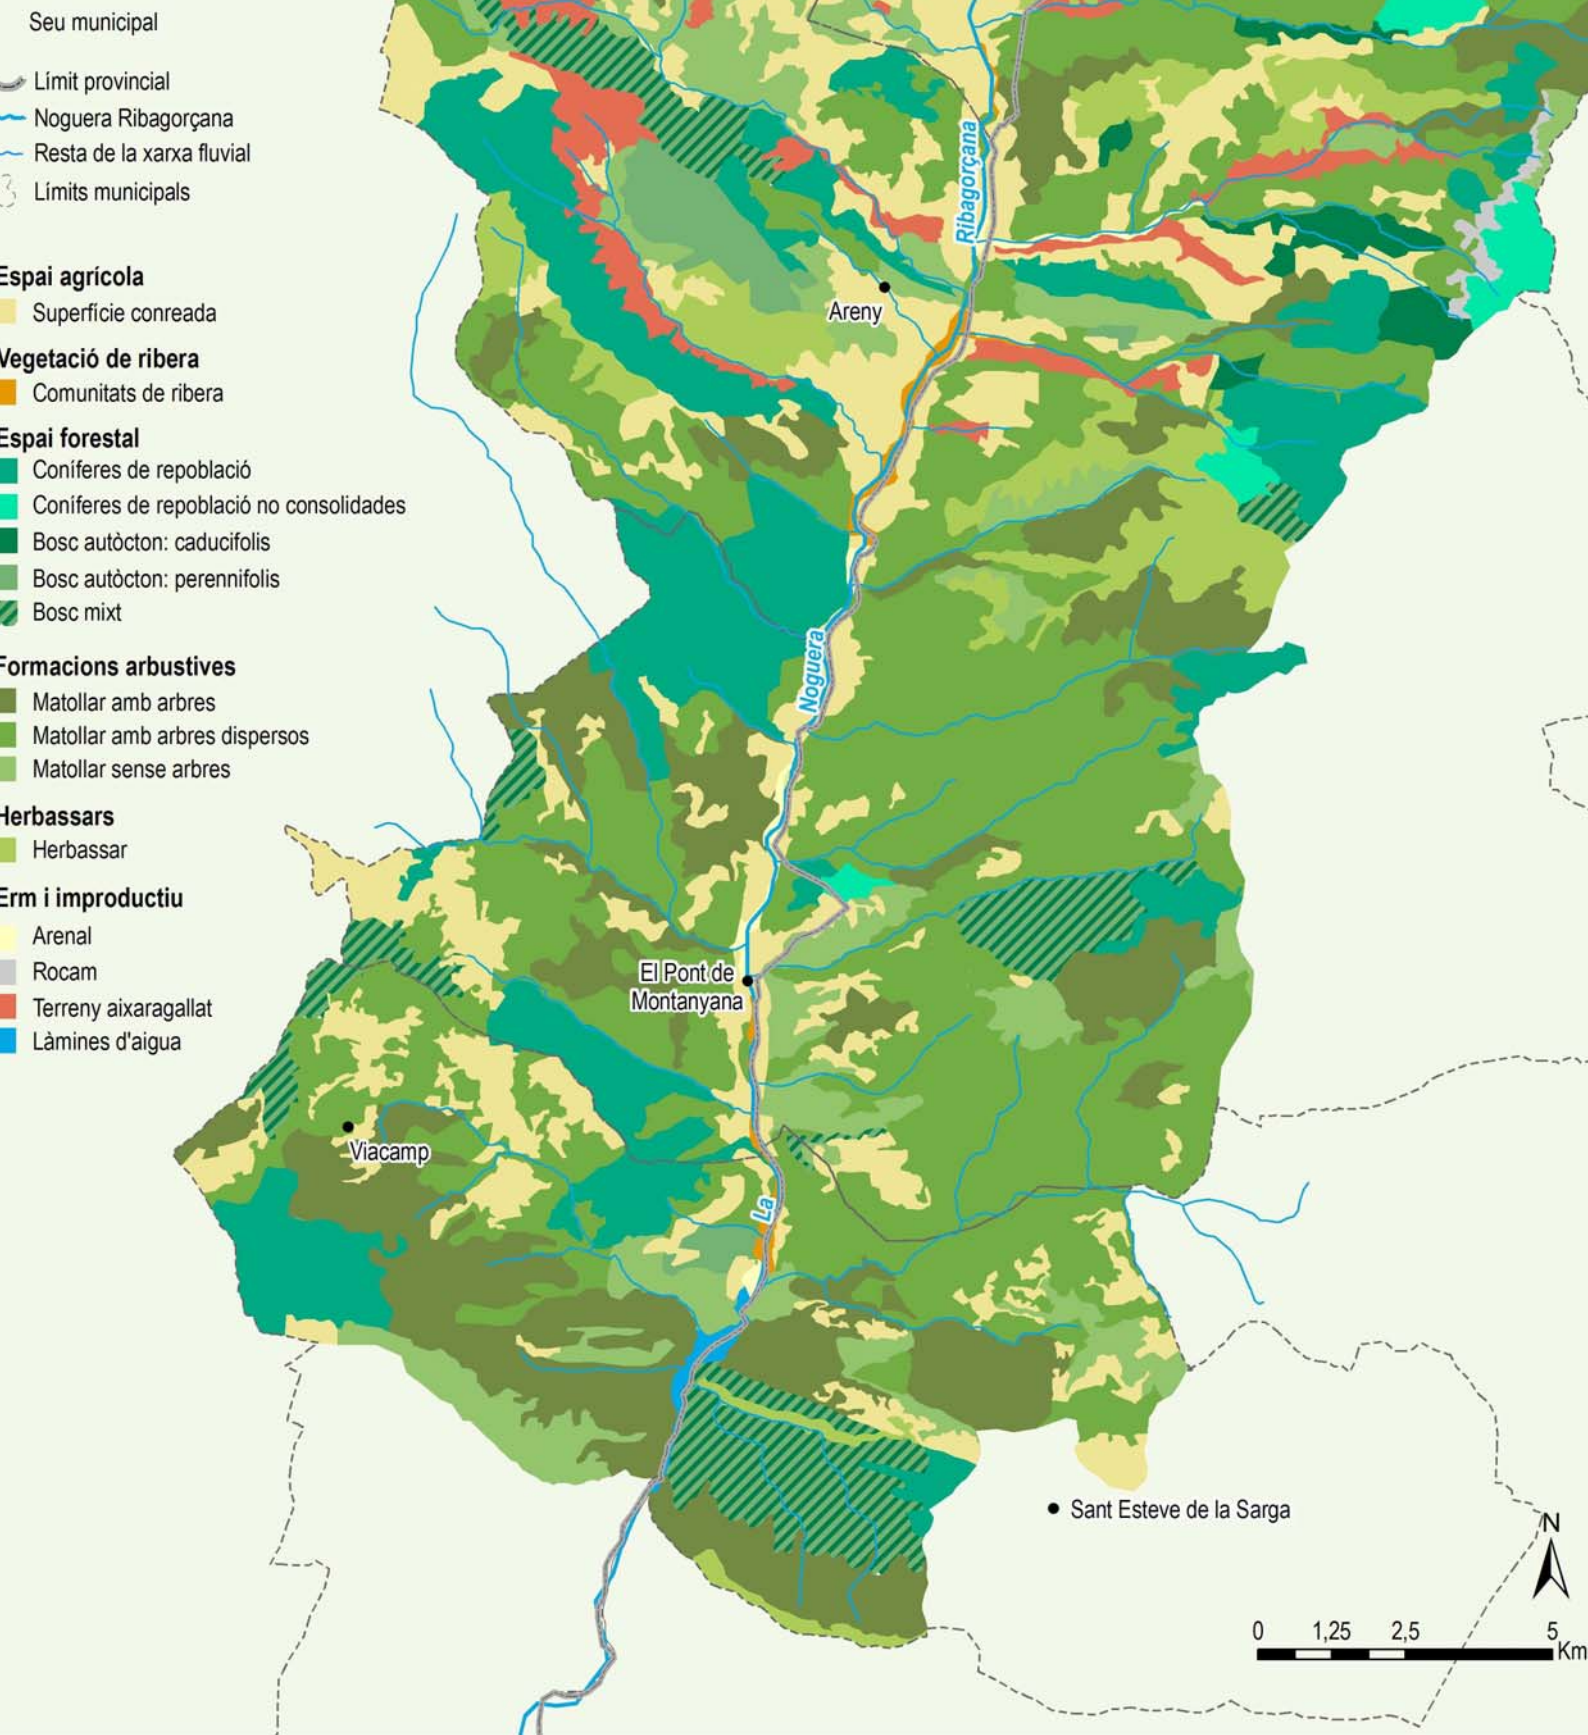 Seu municipal
Límit provincial
Noguera Ribagorçana
Resta de la xarxa fluvial
Límits municipals
Espai agrícola
Superfície conreada
Vegetació de ribera
Comunitats de ribera
Espai forestal
Coníferes de repoblació
Coníferes de repoblació no consolidades
Bosc autòcton: caducifolis
Bosc autòcton: perennifolis
Bosc mixt
Formacions arbustives
Matollar amb arbres
Matollar amb arbres dispersos
Matollar sense arbres
Herbassars
Herbassar
Erm i improductiu
Arenal
Rocam
Terreny aixaragallat
Làmines d'aigua
Ribagorçana
Areny
Noguera
El Pont de
Montanyana
Viacamp
La
Sant Esteve de la Sarga
N
0 1,25 2,5 5
Km